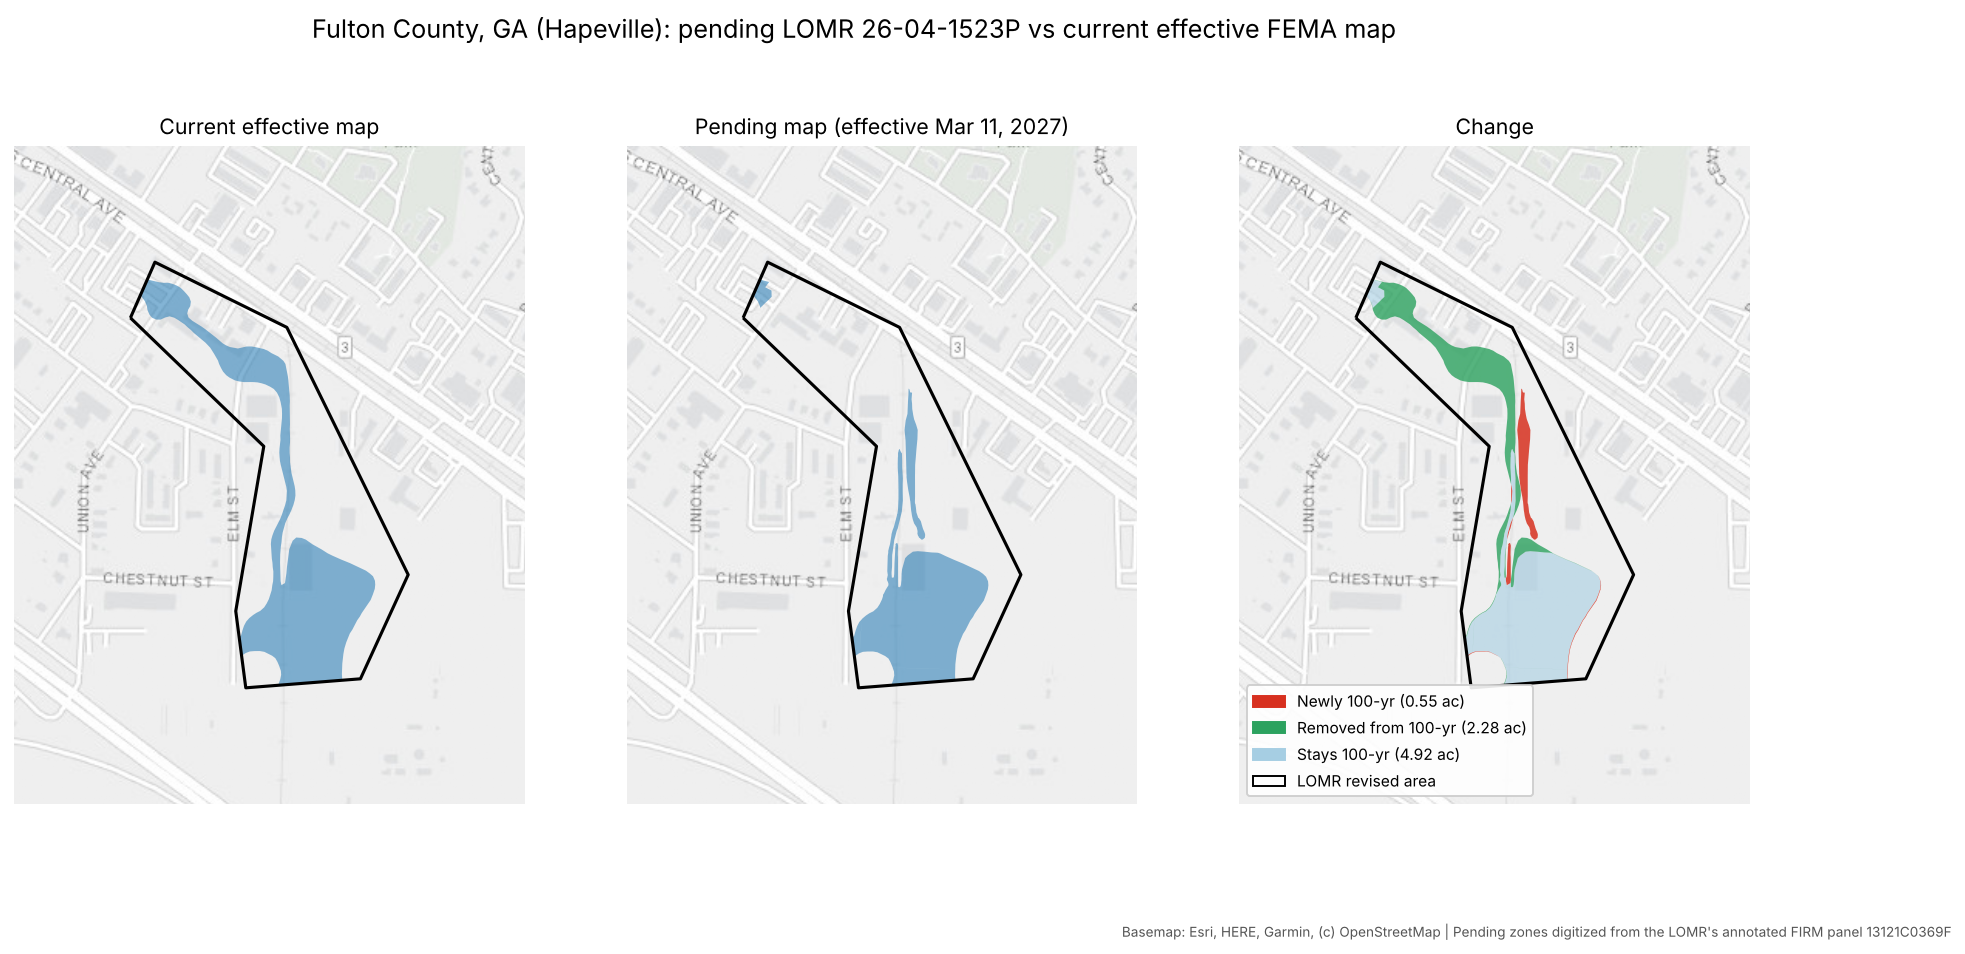 Fulton County, GA (Hapeville): pending LOMR 26-04-1523P vs current effective FEMA map
Current effective map
Pending map (effective Mar 11, 2027)
Change
S CENTRAL AVE
3
UNION AVE
ELM ST
CHESTNUT ST
S CENTRAL AVE
3
UNION AVE
ELM ST
CHESTNUT ST
S CENTRAL AVE
3
UNION AVE
ELM ST
CHESTNUT ST
Newly 100-yr (0.55 ac)
Removed from 100-yr (2.28 ac)
Stays 100-yr (4.92 ac)
LOMR revised area
Basemap: Esri, HERE, Garmin, (c) OpenStreetMap | Pending zones digitized from the LOMR's annotated FIRM panel 13121C0369F